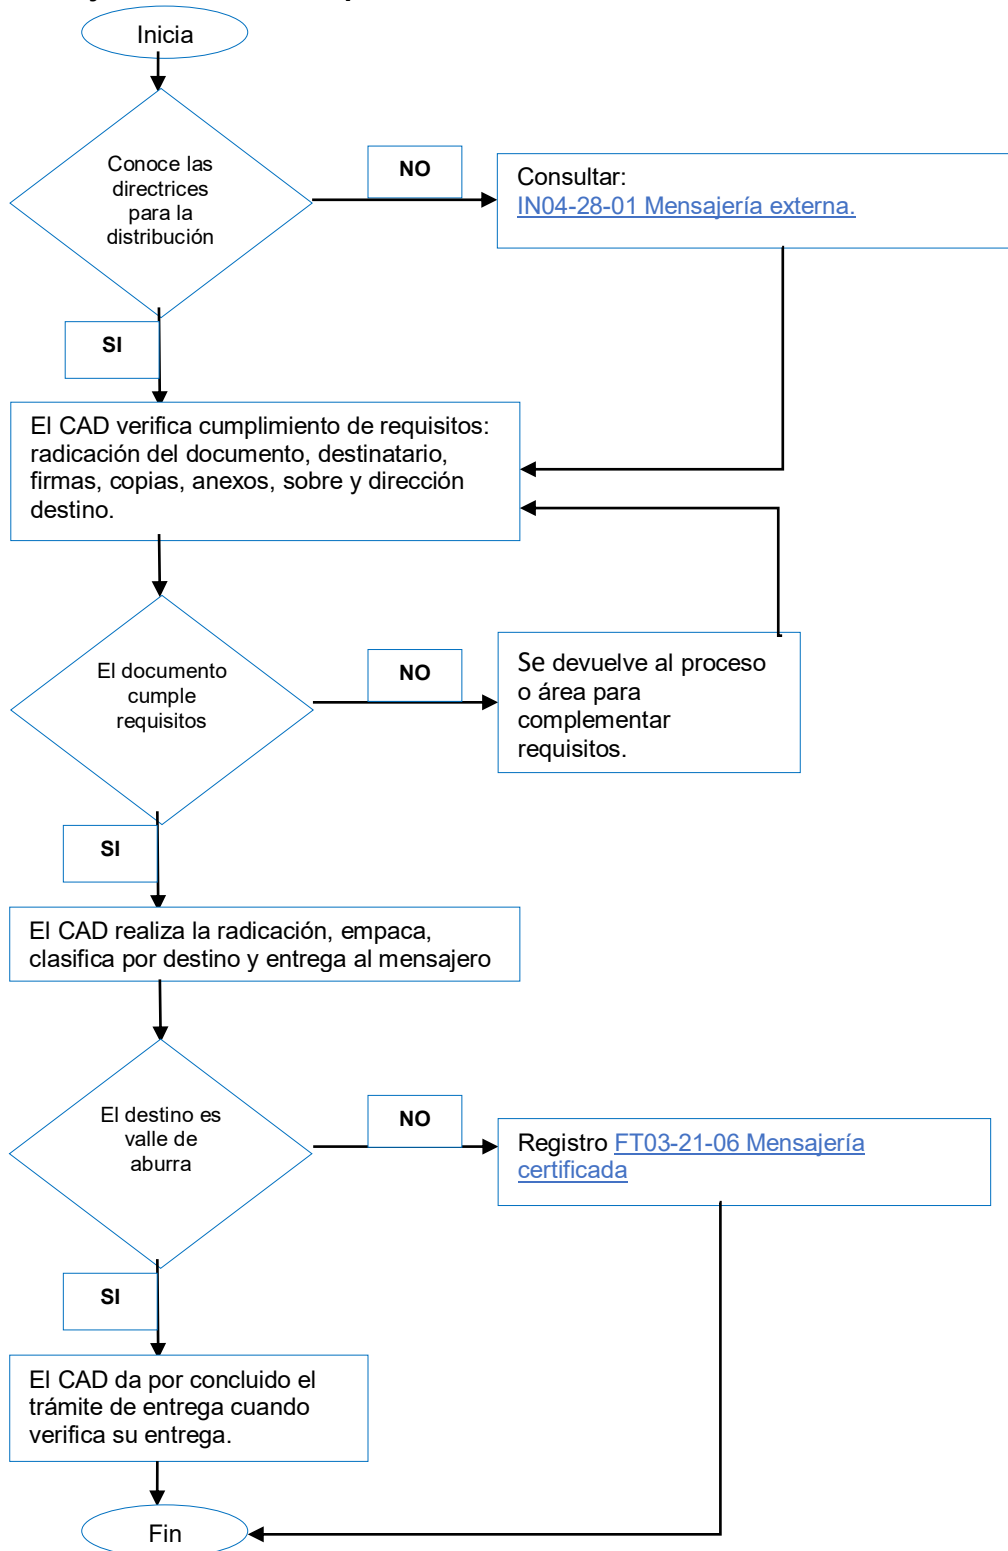 Inicia
Conoce las
directrices
para la
distribución
NO
Consultar:
IN04-28-01 Mensajería externa.
SI
El CAD verifica cumplimiento de requisitos:
radicación del documento, destinatario,
firmas, copias, anexos, sobre y dirección
destino.
El documento
cumple
requisitos
NO
Se devuelve al proceso
o área para
complementar
requisitos.
SI
El CAD realiza la radicación, empaca,
clasifica por destino y entrega al mensajero
El destino es
valle de
aburra
NO
Registro FT03-21-06 Mensajería
certificada
SI
El CAD da por concluido el
trámite de entrega cuando
verifica su entrega.
Fin